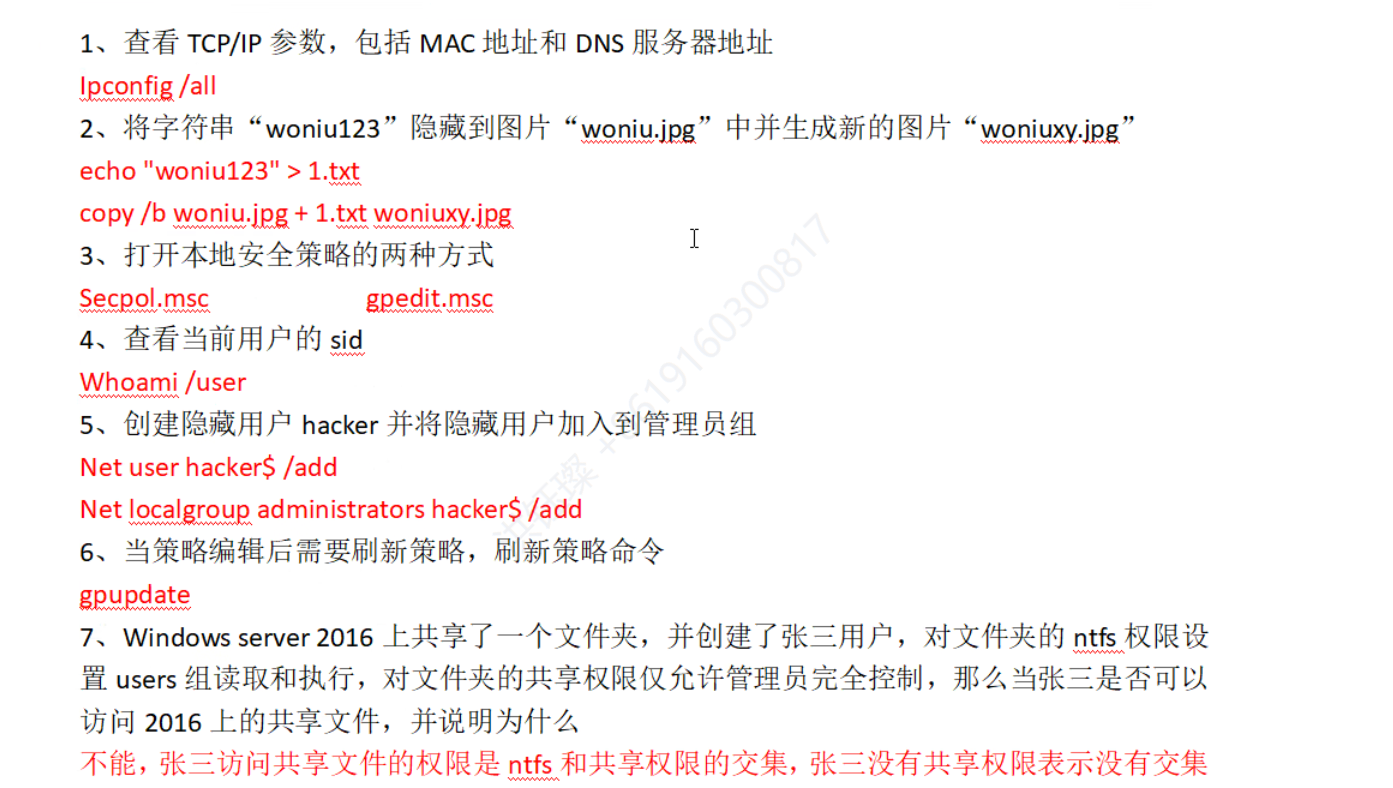 1、查看 TCP/IP 参数，包括 MAC 地址和 DNS 服务器地址
Ipconfig /all
2、将字符串“woniu123”隐藏到图片“woniu.jpg”中并生成新的图片“woniuxy.jpg”
echo "woniu123" > 1.txt
copy /b woniu.jpg + 1.txt woniuxy.jpg
3、打开本地安全策略的两种方式
Secpol.msc gpedit.msc
4、查看当前用户的 sid
Whoami /user
5、创建隐藏用户 hacker 并将隐藏用户加入到管理员组
Net user hacker$ /add
Net localgroup administrators hacker$ /add
6、当策略编辑后需要刷新策略，刷新策略命令
gpupdate
7、Windows server 2016 上共享了一个文件夹，并创建了张三用户，对文件夹的 ntfs 权限设
置 users 组读取和执行，对文件夹的共享权限仅允许管理员完全控制，那么当张三是否可以
访问 2016 上的共享文件，并说明为什么
不能，张三访问共享文件的权限是 ntfs 和共享权限的交集，张三没有共享权限表示没有交集